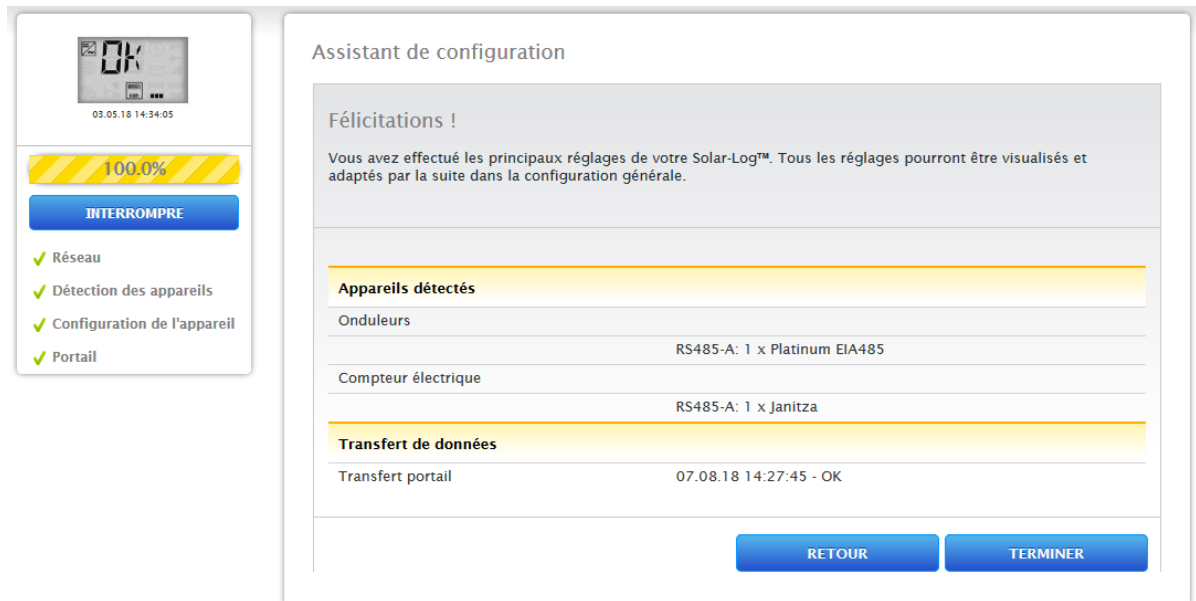 OK
03.05.18 14:34:05
100.0%
INTERROMPRE
Réseau
Détection des appareils
Configuration de l'appareil
Portail
Assistant de configuration
Félicitations !
Vous avez effectué les principaux réglages de votre Solar-Log™. Tous les réglages pourront être visualisés et
adaptés par la suite dans la configuration générale.
Appareils détectés
Onduleurs
RS485-A: 1 x Platinum EIA485
Compteur électrique
RS485-A: 1 x Janitza
Transfert de données
Transfert portail 07.08.18 14:27:45 - OK
RETOUR TERMINER